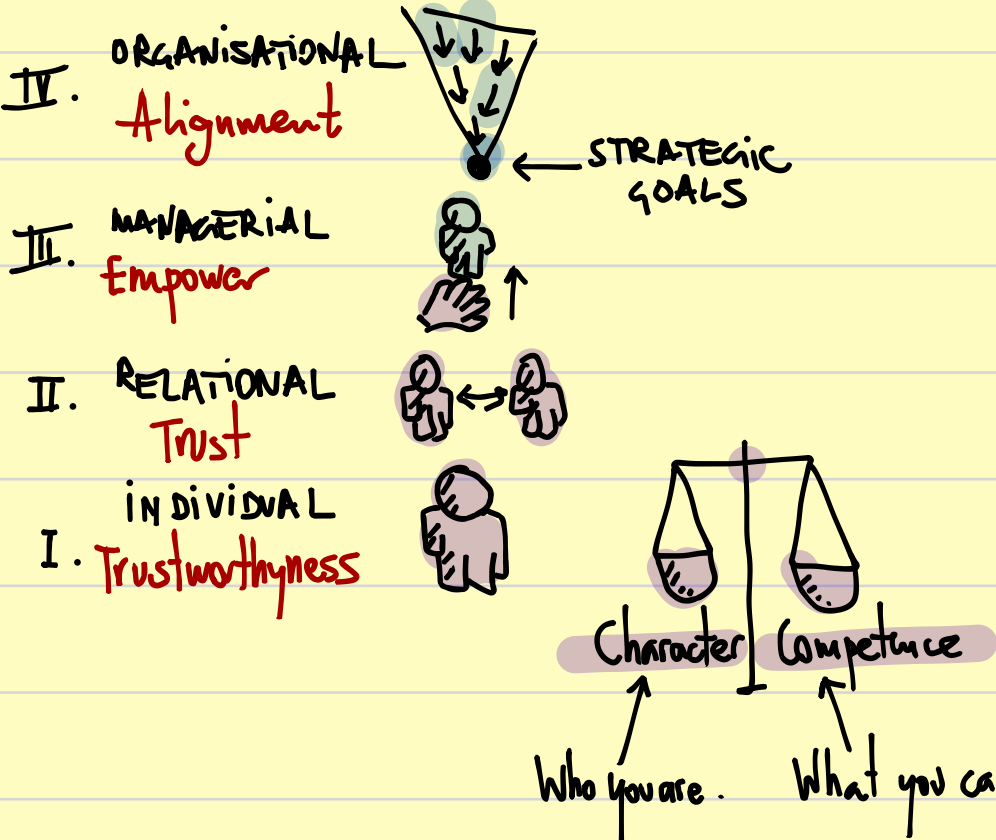 IV. ORGANISATIONAL
Alignment
STRATEGIC
GOALS
III. MANAGERIAL
Empower
II. RELATIONAL
Trust
I. INDIVIDUAL
Trustworthyness
Character Competence
Who you are. What you ca